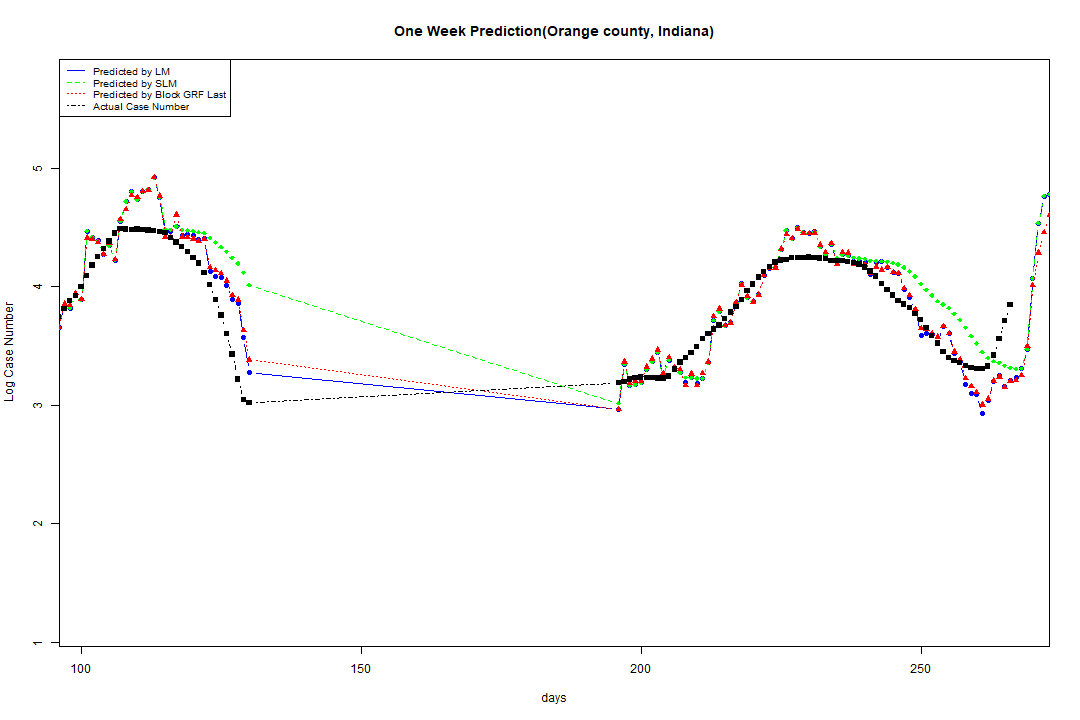 One Week Prediction(Orange county, Indiana)
Predicted by LM
Predicted by SLM
Predicted by Block GRF Last
Actual Case Number
Log Case Number
5
4
3
2
1
100 150 200 250
days